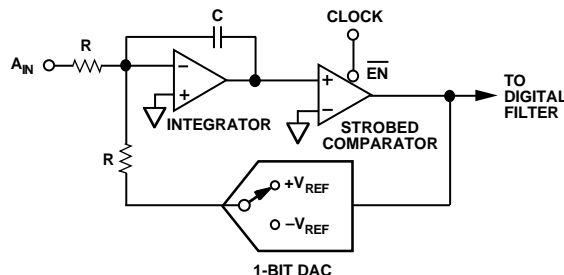 C
CLOCK
R
A_IN
EN
−
+
+
−
INTEGRATOR
STROBED
COMPARATOR
TO
DIGITAL
FILTER
R
+V_REF
−V_REF
1-BIT DAC